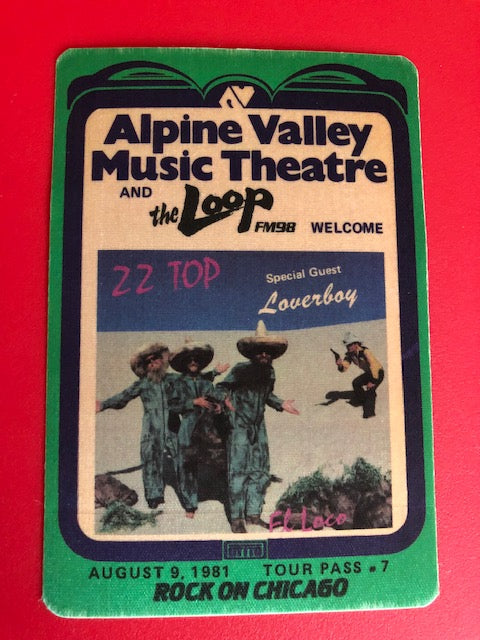 Alpine Valley
Music Theatre
AND
the Loop
FM98 WELCOME
ZZ TOP
Special Guest
Loverboy
El Loco
AUGUST 9, 1981 TOUR PASS #7
ROCK ON CHICAGO